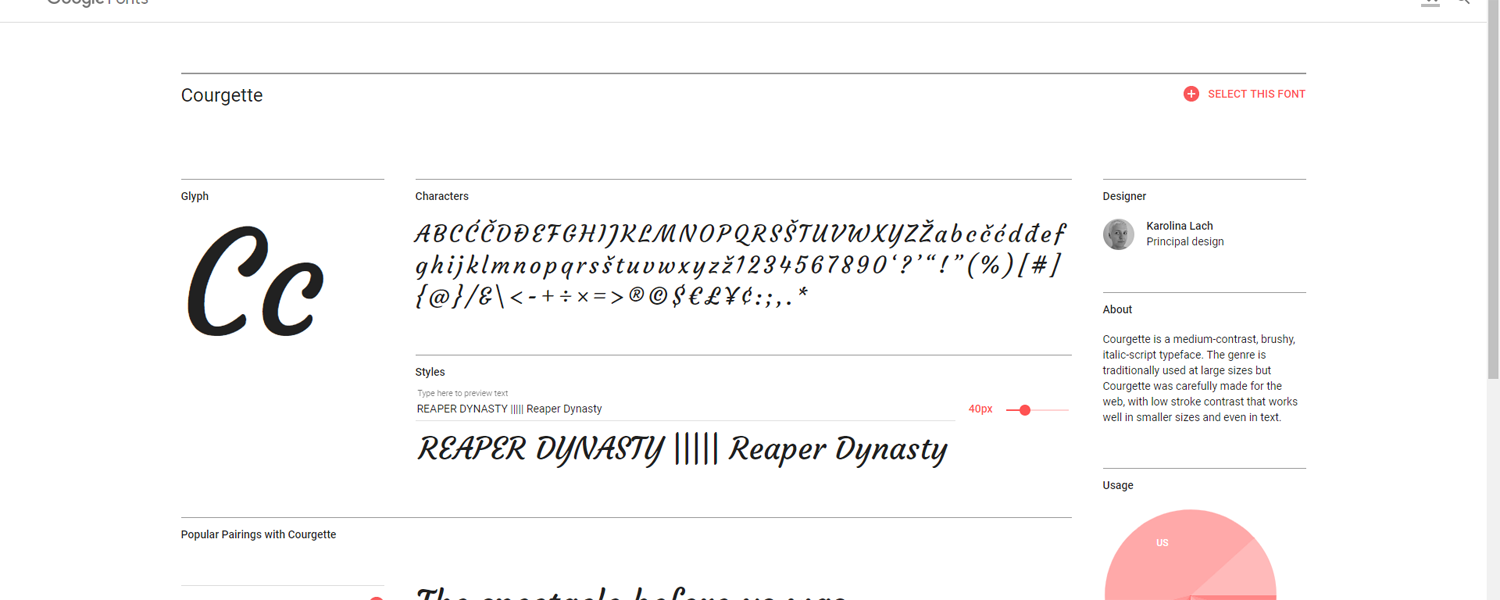 Google Fonts
Courgette
SELECT THIS FONT
Glyph
Cc
Characters
ABCĆČDĐEFGHIJKLMNOPQRSŠTUVWXYZŽabcčćdđef
ghijklmnopqrsštuvwxyzž1234567890‘?’“!”(%)[#]
{@}/&\<-+÷×=>®©$€£¥¢:;,.*
Styles
Type here to preview text
REAPER DYNASTY ||||| Reaper Dynasty
40px
REAPER DYNASTY ||||| Reaper Dynasty
Popular Pairings with Courgette
Designer
Karolina Lach
Principal design
About
Courgette is a medium-contrast, brushy,
italic-script typeface. The genre is
traditionally used at large sizes but
Courgette was carefully made for the
web, with low stroke contrast that works
well in smaller sizes and even in text.
Usage
US
The spectacle before us was